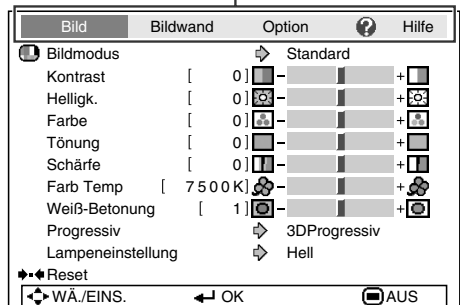 Bild Bildwand Option ? Hilfe
Bildmodus Standard
Kontrast [ 0] - +
Helligk. [ 0] - +
Farbe [ 0] - +
Tönung [ 0] - +
Schärfe [ 0] - +
Farb Temp [ 7500K] - +
Weiß-Betonung [ 1] - +
Progressiv 3DProgressiv
Lampeneinstellung Hell
Reset
WÄ./EINS. OK AUS